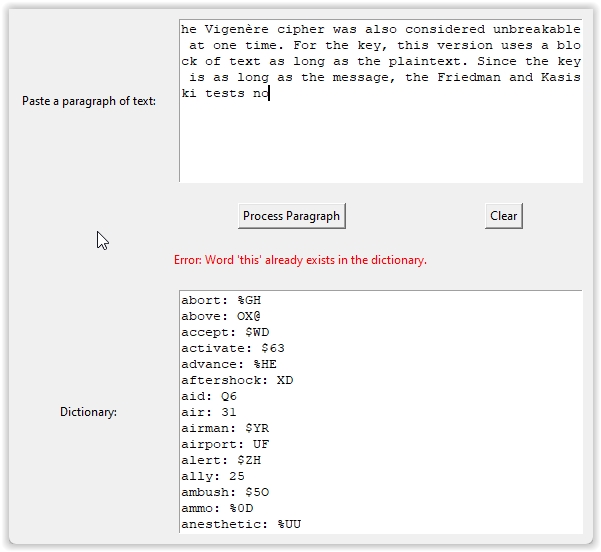 he Vigenère cipher was also considered unbreakable
at one time. For the key, this version uses a blo
ck of text as long as the plaintext. Since the key
is as long as the message, the Friedman and Kasis
ki tests no
Paste a paragraph of text:
Process Paragraph
Clear
Error: Word 'this' already exists in the dictionary.
Dictionary:
abort: %GH
above: OX@
accept: $WD
activate: $63
advance: %HE
aftershock: XD
aid: Q6
air: 31
airman: $YR
airport: UF
alert: $ZH
ally: 25
ambush: $5O
ammo: %0D
anesthetic: %UU